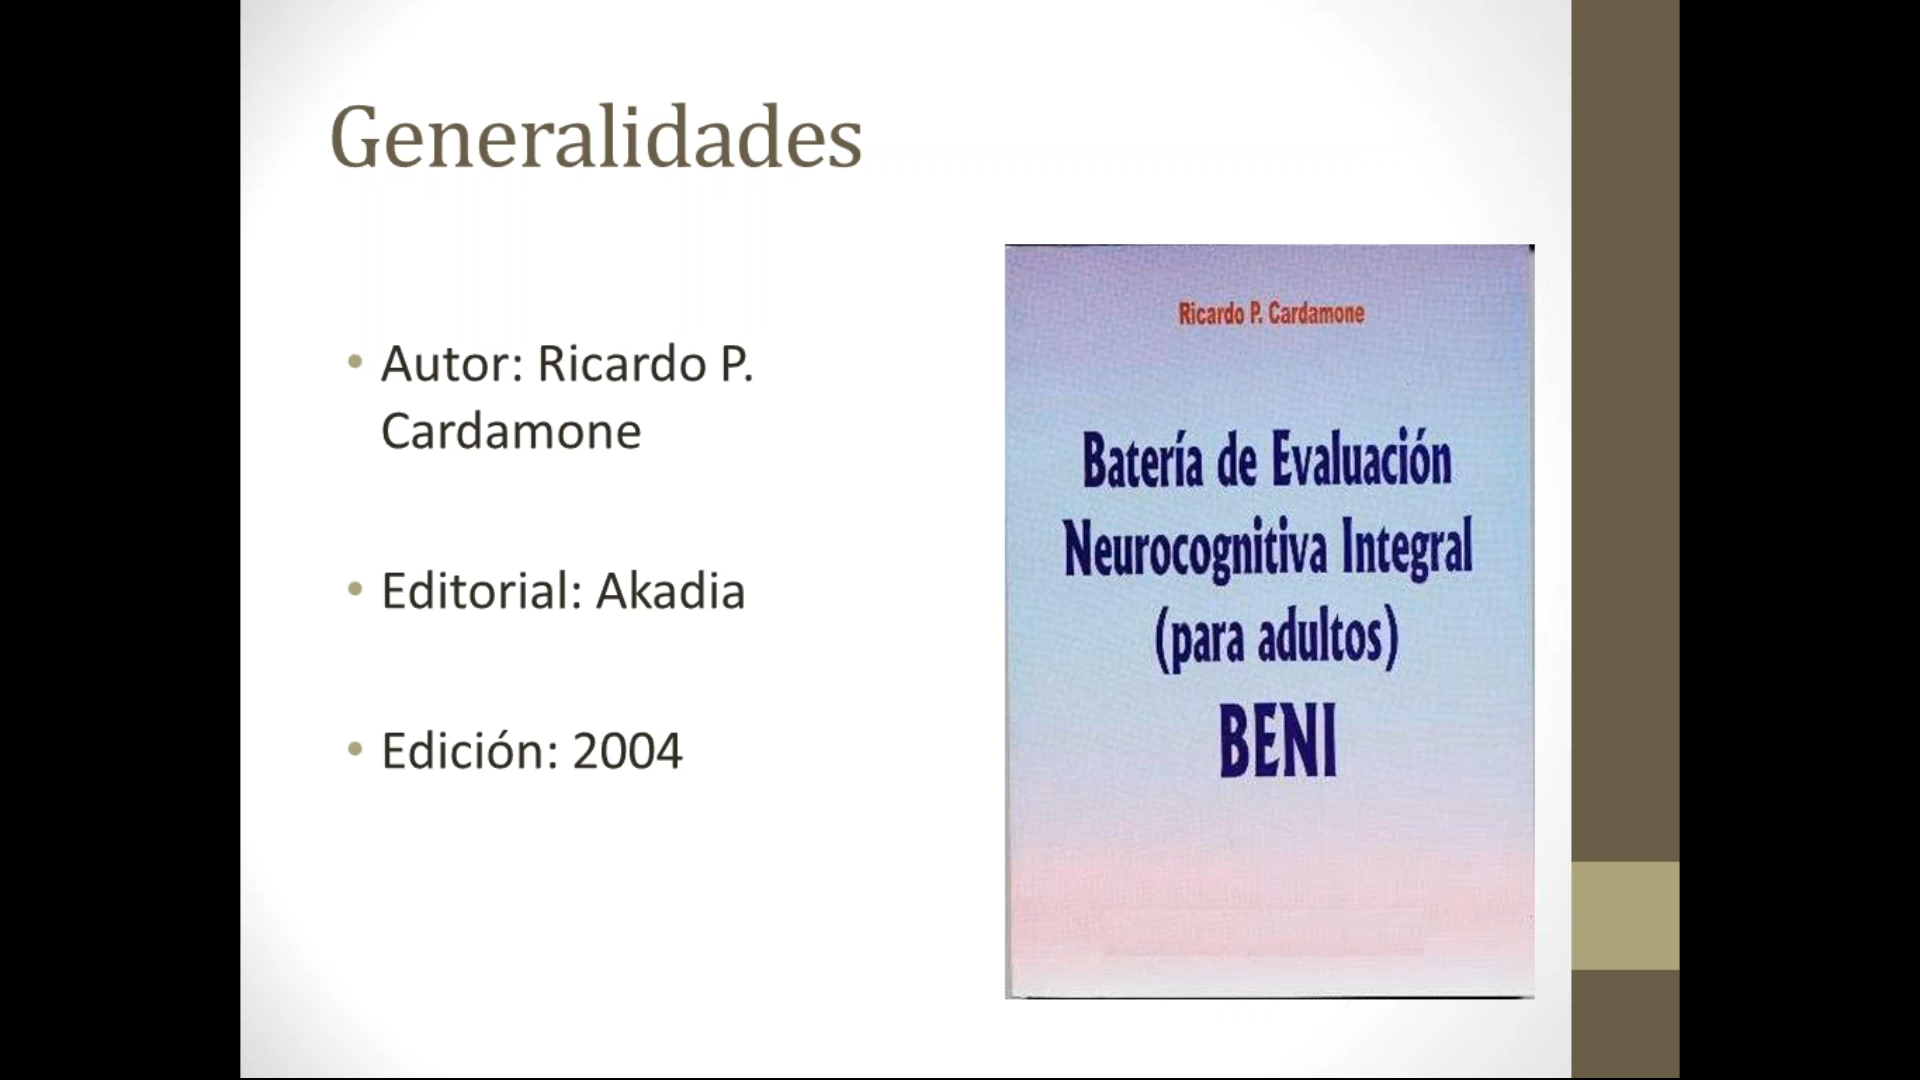 Generalidades
• Autor: Ricardo P.
Cardamone
• Editorial: Akadia
• Edición: 2004
Ricardo P. Cardamone
Batería de Evaluación
Neurocognitiva Integral
(para adultos)
BENI